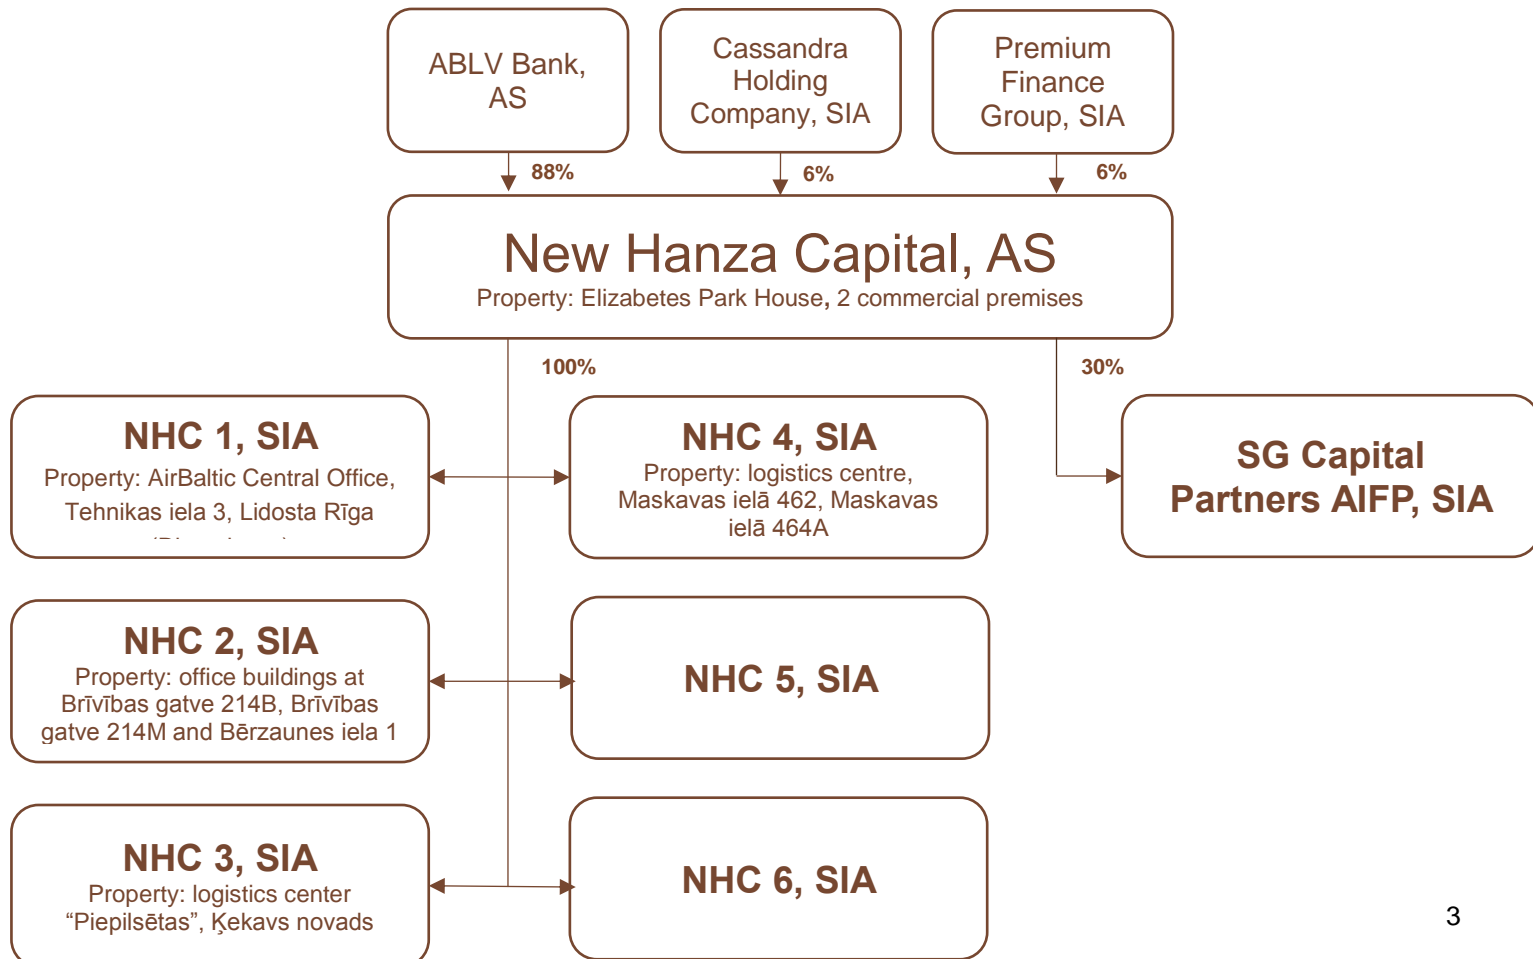 ABLV Bank,
AS
Cassandra
Holding
Company, SIA
Premium
Finance
Group, SIA
88%
6%
6%
New Hanza Capital, AS
Property: Elizabetes Park House, 2 commercial premises
100%
30%
NHC 1, SIA
Property: AirBaltic Central Office,
Tehnikas iela 3, Lidosta Rīga
NHC 4, SIA
Property: logistics centre,
Maskavas ielā 462, Maskavas
ielā 464A
SG Capital
Partners AIFP, SIA
NHC 2, SIA
Property: office buildings at
Brīvības gatve 214B, Brīvības
gatve 214M and Bērzaunes iela 1
NHC 5, SIA
NHC 3, SIA
Property: logistics center
“Piepilsētas”, Ķekavs novads
NHC 6, SIA
3